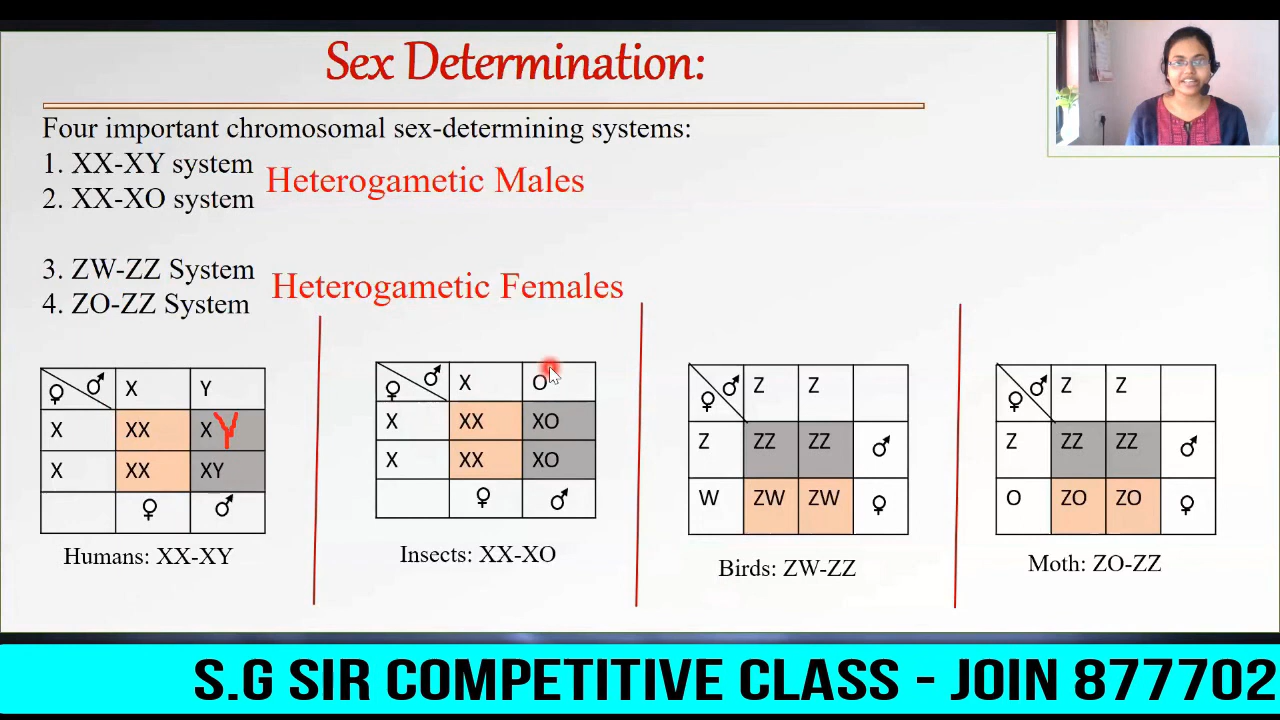 Sex Determination:
Four important chromosomal sex-determining systems:
1. XX-XY system
Heterogametic Males
2. XX-XO system
3. ZW-ZZ System
Heterogametic Females
4. ZO-ZZ System
♀ ♂ X Y
X XX XY
X XX XY
♀ ♂
Humans: XX-XY
♀ ♂ X O
X XX XO
X XX XO
♀ ♂
Insects: XX-XO
♀ ♂ Z Z
Z ZZ ZZ ♂
W ZW ZW ♀
Birds: ZW-ZZ
♀ ♂ Z Z
Z ZZ ZZ ♂
O ZO ZO ♀
Moth: ZO-ZZ
S.G SIR COMPETITIVE CLASS - JOIN 877702